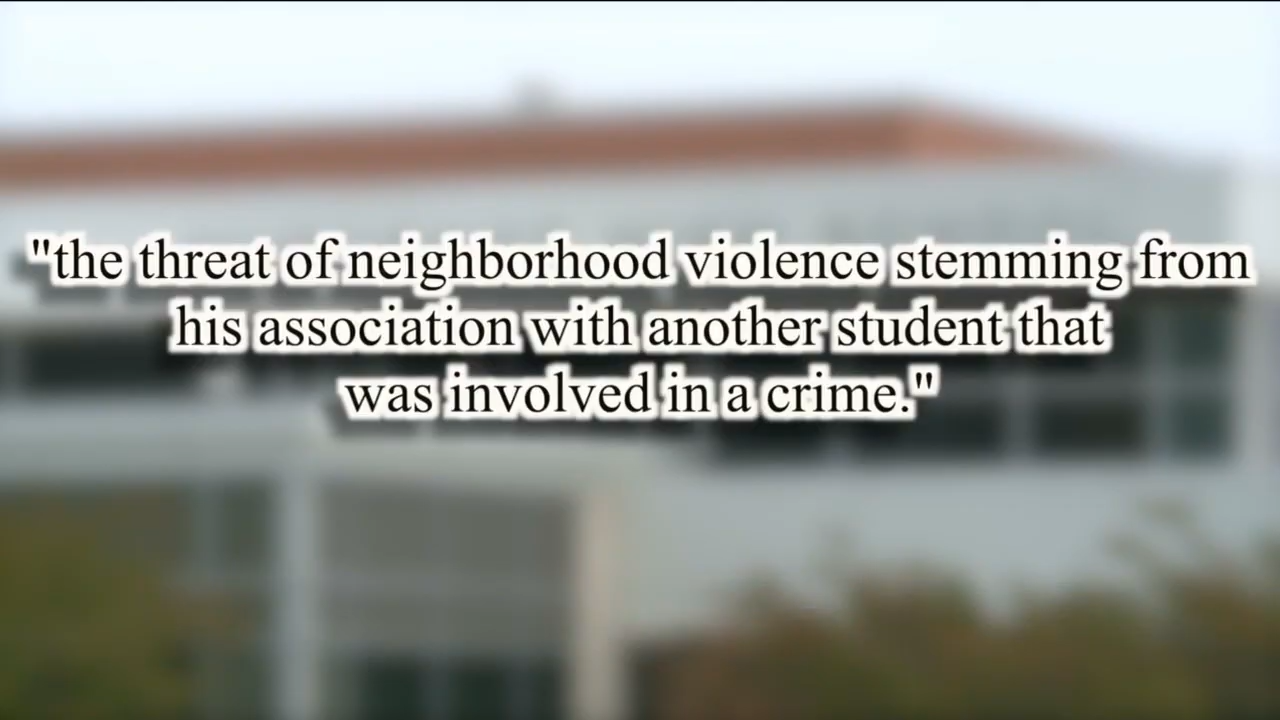 "the threat of neighborhood violence stemming from
his association with another student that
was involved in a crime."